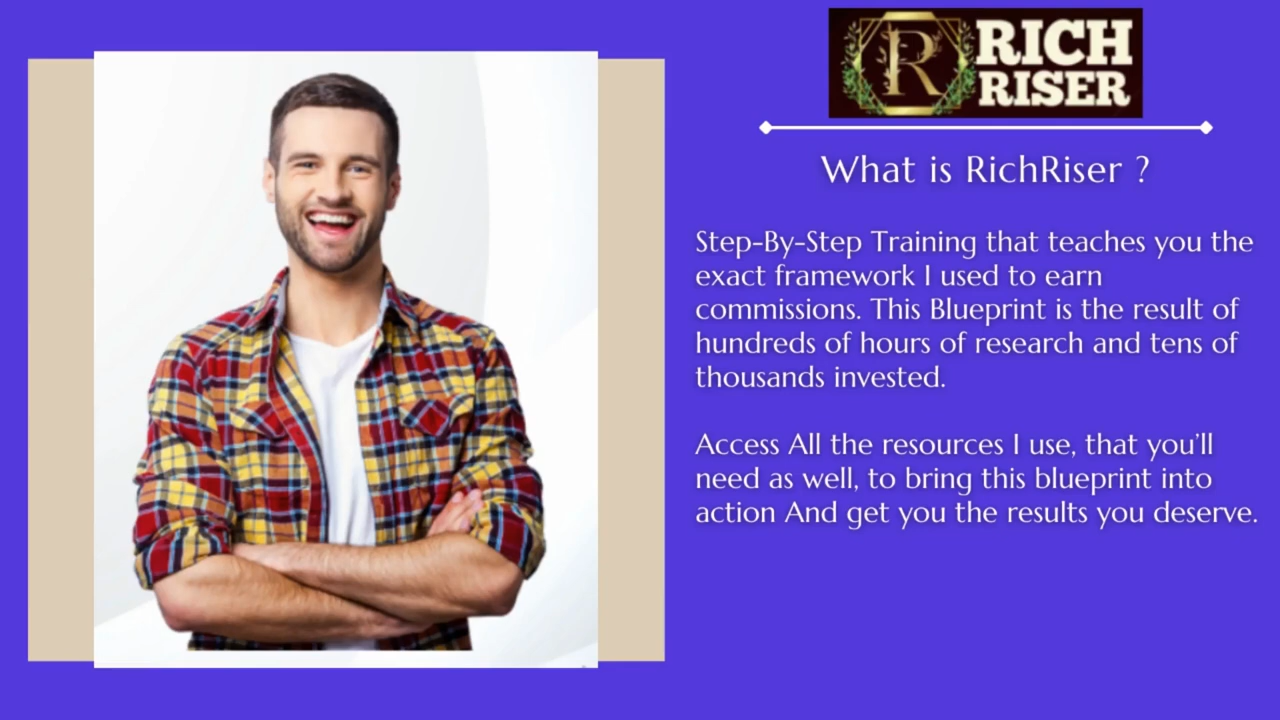 R
RICH
RISER
What is RichRiser ?
Step-By-Step Training that teaches you the
exact framework I used to earn
commissions. This Blueprint is the result of
hundreds of hours of research and tens of
thousands invested.
Access All the resources I use, that you’ll
need as well, to bring this blueprint into
action And get you the results you deserve.